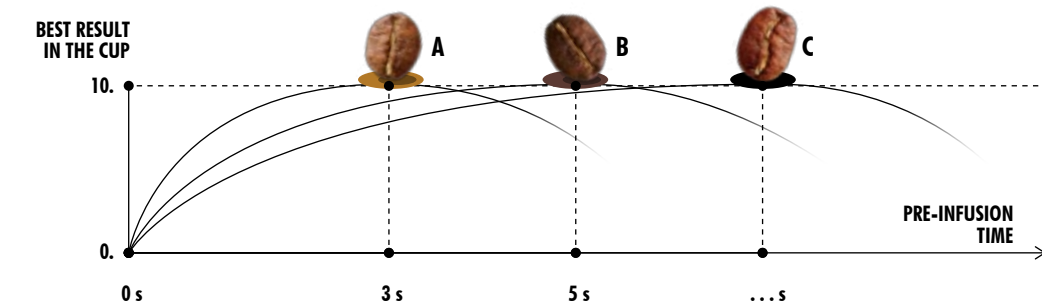 BEST RESULT
IN THE CUP
A
B
C
10.
PRE-INFUSION
TIME
0.
0 s
3 s
5 s
...s